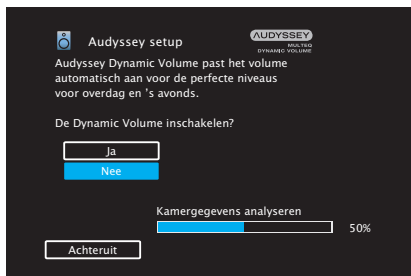 Audyssey setup
AUDYSSEY
MULTEQ
DYNAMIC VOLUME
Audyssey Dynamic Volume past het volume
automatisch aan voor de perfecte niveaus
voor overdag en ’s avonds.
De Dynamic Volume inschakelen?
Ja
Nee
Kamergegevens analyseren
50%
Achteruit